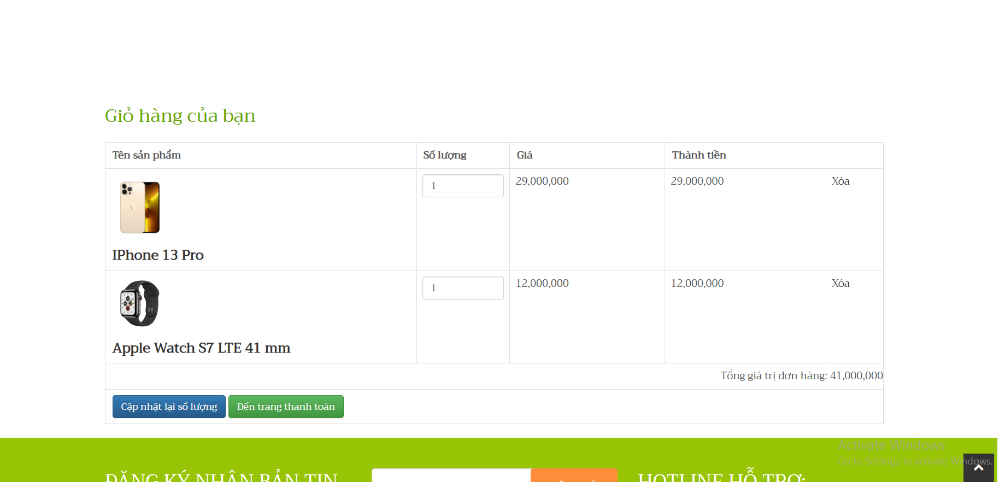 Giỏ hàng của bạn
Tên sản phẩm Số lượng Giá Thành tiền
1 29,000,000 29,000,000 Xóa
IPhone 13 Pro
1 12,000,000 12,000,000 Xóa
Apple Watch S7 LTE 41 mm
Tổng giá trị đơn hàng: 41,000,000
Cập nhật lại số lượng Đến trang thanh toán
Activate Windows
Go to Settings to activate Windows.
ĐĂNG KÝ NHẬN BẢN TIN HOTLINE HỖ TRỢ: